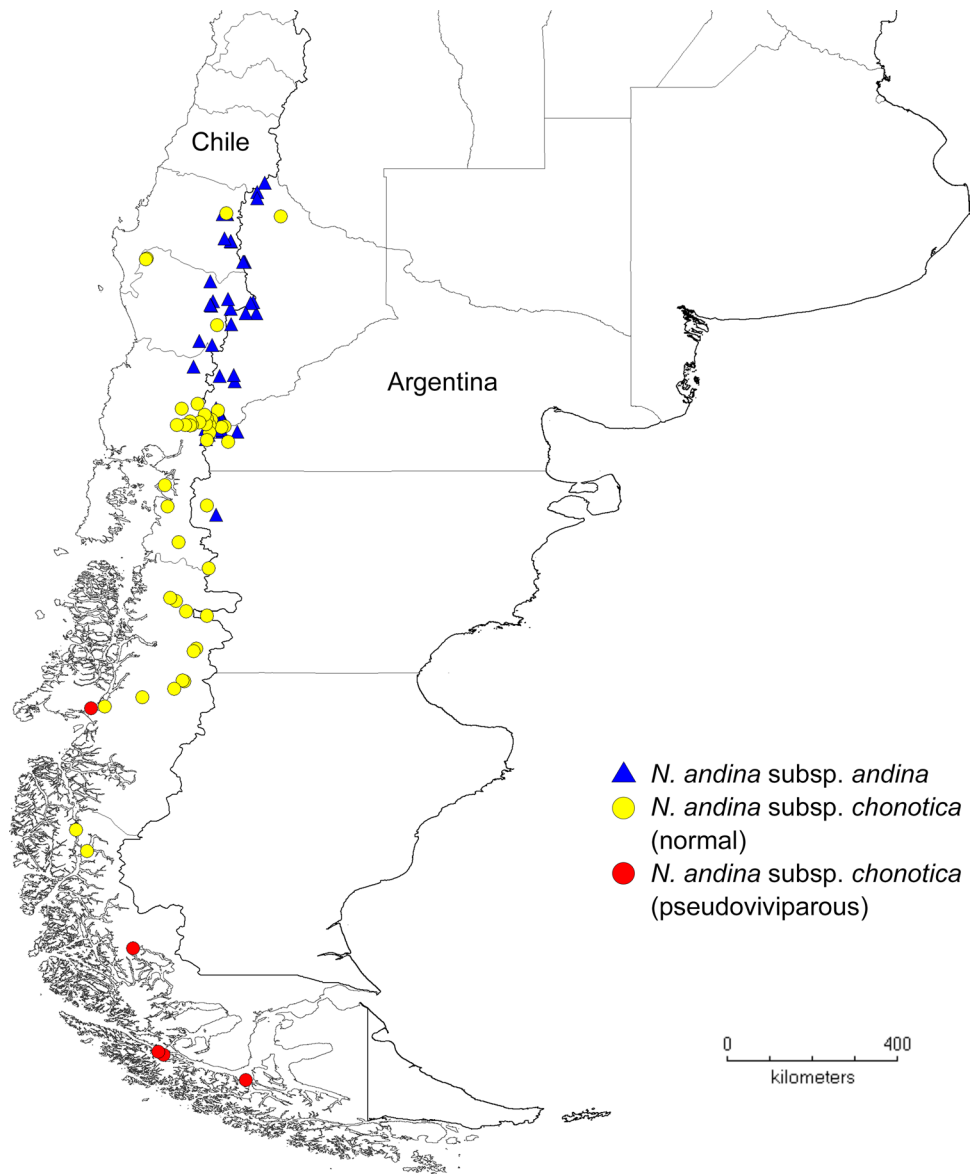 Chile
Argentina
N. andina subsp. andina
N. andina subsp. chonotica
(normal)
N. andina subsp. chonotica
(pseudoviviparous)
0 400
kilometers